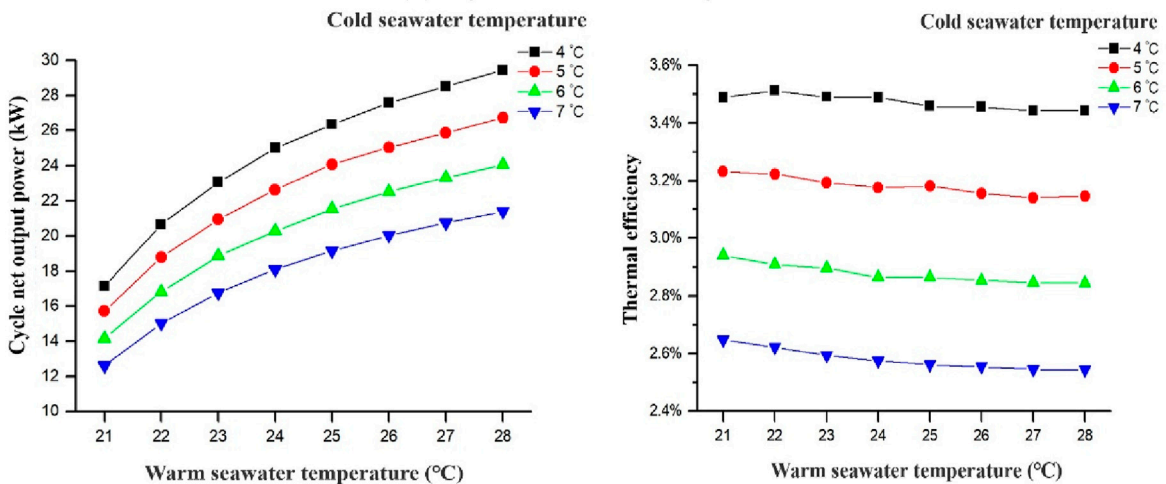 Cold seawater temperature
4 °C
5 °C
6 °C
7 °C
Cycle net output power (kW)
30
28
26
24
22
20
18
16
14
12
10
21 22 23 24 25 26 27 28
Warm seawater temperature (°C)
Cold seawater temperature
4 °C
5 °C
6 °C
7 °C
Thermal efficiency
3.6%
3.4%
3.2%
3.0%
2.8%
2.6%
2.4%
21 22 23 24 25 26 27 28
Warm seawater temperature (°C)